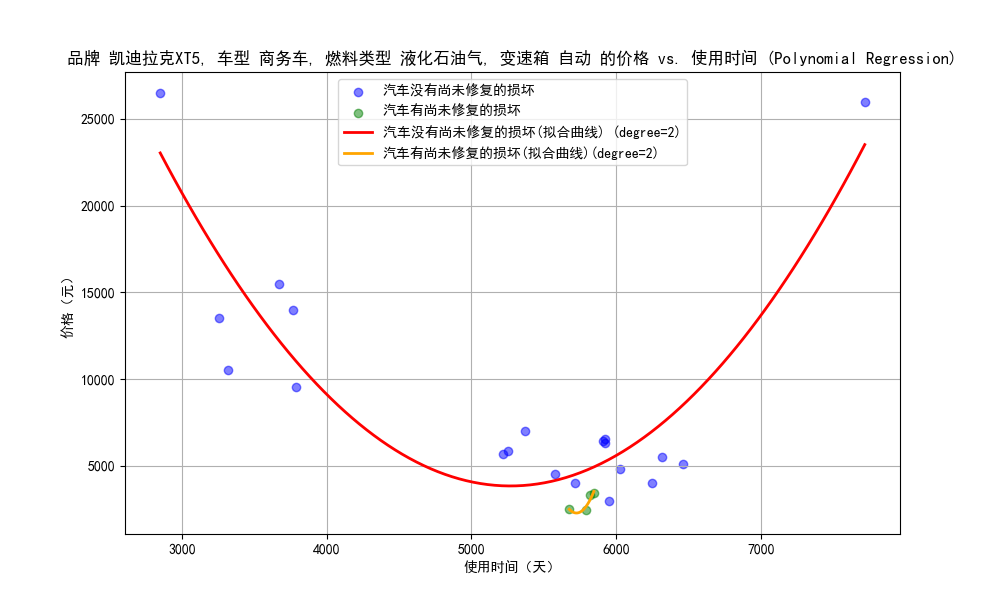 品牌 凯迪拉克XT5, 车型 商务车, 燃料类型 液化石油气, 变速箱 自动 的价格 vs. 使用时间 (Polynomial Regression)
汽车没有尚未修复的损坏
汽车有尚未修复的损坏
汽车没有尚未修复的损坏(拟合曲线) (degree=2)
汽车有尚未修复的损坏(拟合曲线)(degree=2)
价格（元）
25000
20000
15000
10000
5000
3000
4000
5000
6000
7000
使用时间（天）